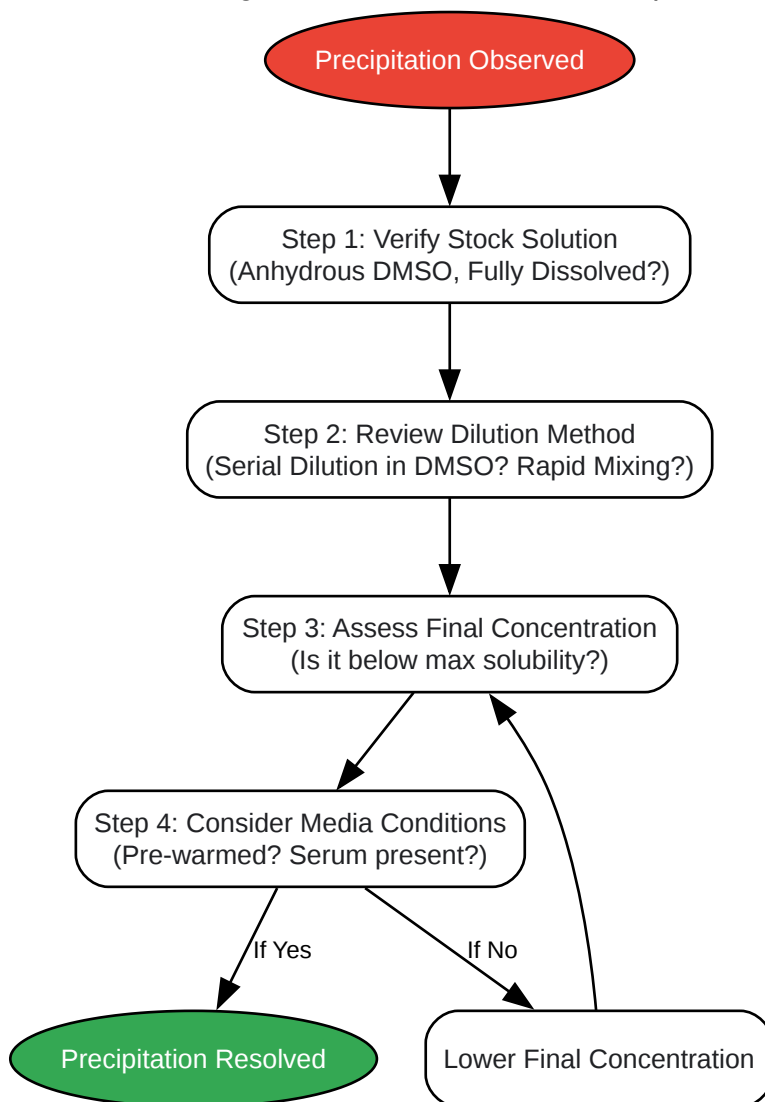 Precipitation Observed
Step 1: Verify Stock Solution
(Anhydrous DMSO, Fully Dissolved?)
Step 2: Review Dilution Method
(Serial Dilution in DMSO? Rapid Mixing?)
Step 3: Assess Final Concentration
(Is it below max solubility?)
Step 4: Consider Media Conditions
(Pre-warmed? Serum present?)
If Yes
If No
Precipitation Resolved
Lower Final Concentration